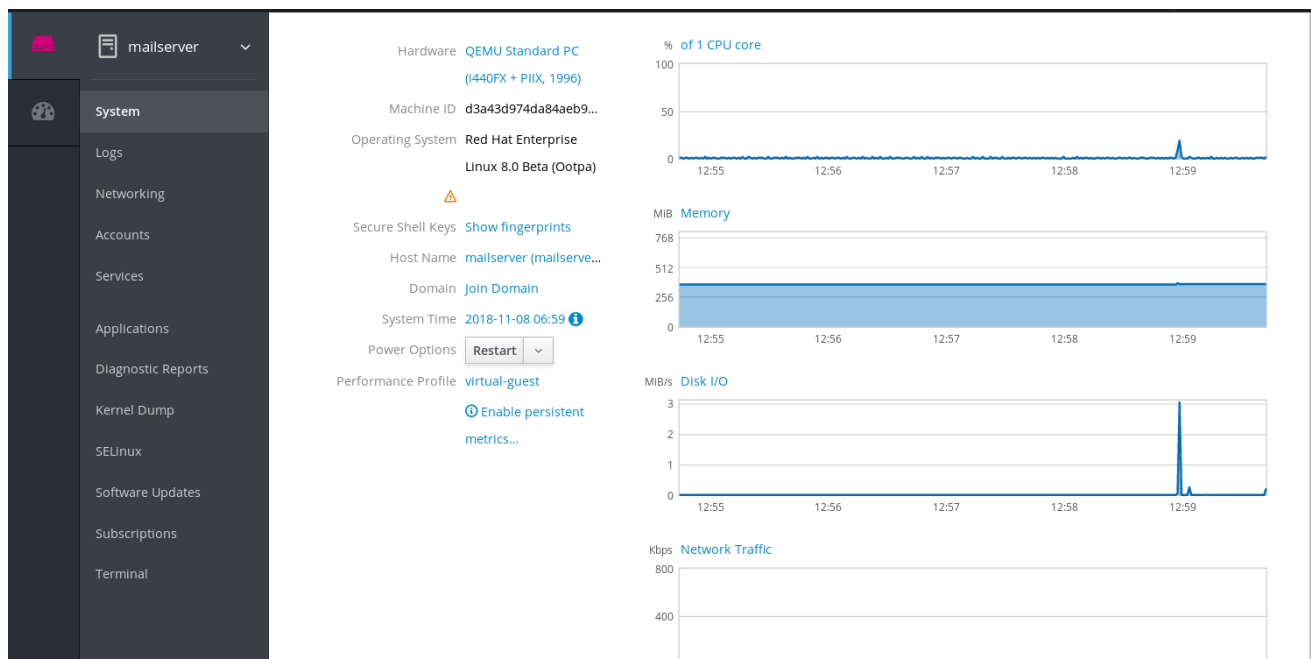 mailserver
System
Logs
Networking
Accounts
Services
Applications
Diagnostic Reports
Kernel Dump
SELinux
Software Updates
Subscriptions
Terminal
Hardware QEMU Standard PC
(i440FX + PIIX, 1996)
Machine ID d3a43d974da84aeb9...
Operating System Red Hat Enterprise
Linux 8.0 Beta (Ootpa)
Secure Shell Keys Show fingerprints
Host Name mailserver (mailserve...
Domain Join Domain
System Time 2018-11-08 06:59
Power Options Restart
Performance Profile virtual-guest
Enable persistent
metrics...
% of 1 CPU core
100
50
0
12:55 12:56 12:57 12:58 12:59
MiB Memory
768
512
256
0
12:55 12:56 12:57 12:58 12:59
MiB/s Disk I/O
3
2
1
0
12:55 12:56 12:57 12:58 12:59
Kbps Network Traffic
800
400